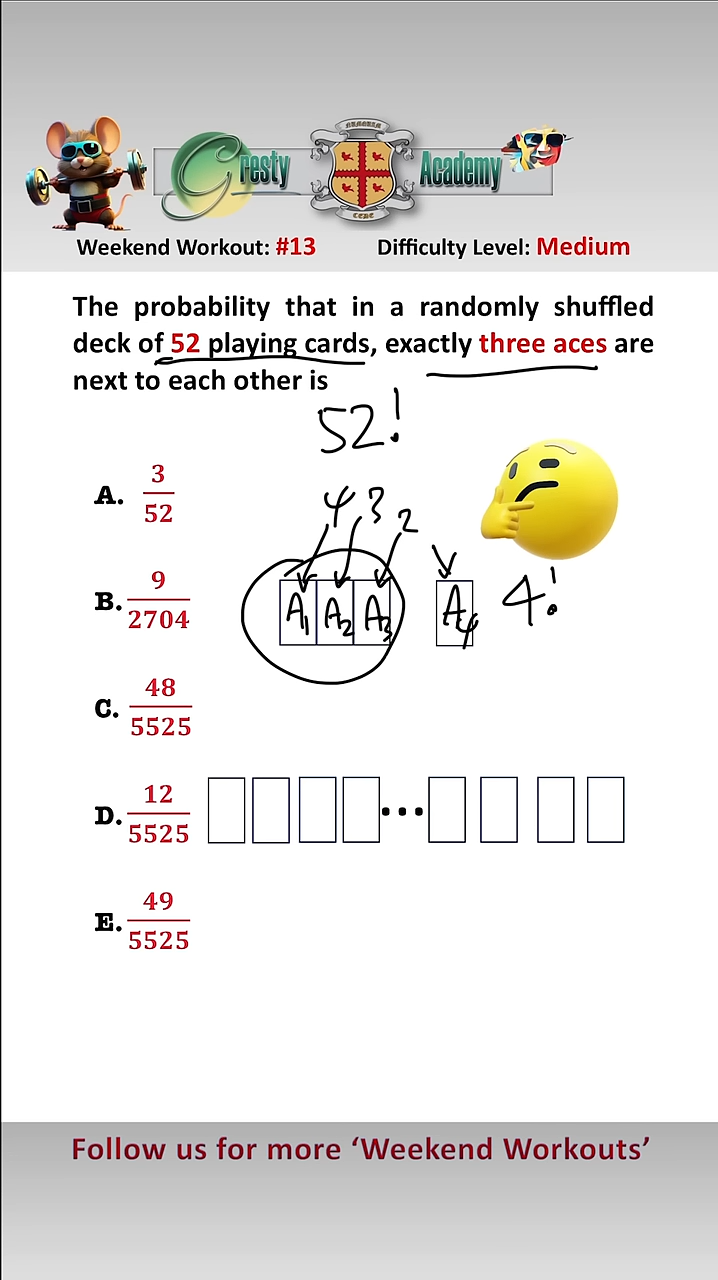 NUMQUAM
Gresty Academy
CEDE
Weekend Workout: #13 Difficulty Level: Medium
The probability that in a randomly shuffled
deck of 52 playing cards, exactly three aces are
next to each other is
52!
A. 3/52
4 3 2
B. 9/2704
A₁ A₂ A₃ A₄ 4!
C. 48/5525
D. 12/5525
...
E. 49/5525
Follow us for more ‘Weekend Workouts’